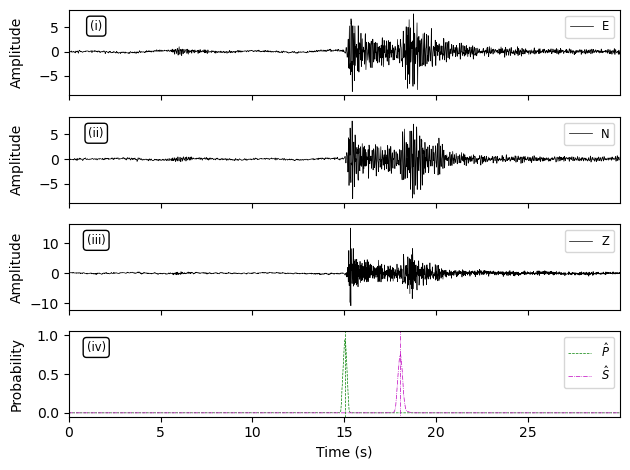 (i)
E
Amplitude
5
0
−5
(ii)
N
Amplitude
5
0
−5
(iii)
Z
Amplitude
10
0
−10
(iv)
P̂
Ŝ
Probability
1.0
0.5
0.0
0 5 10 15 20 25
Time (s)